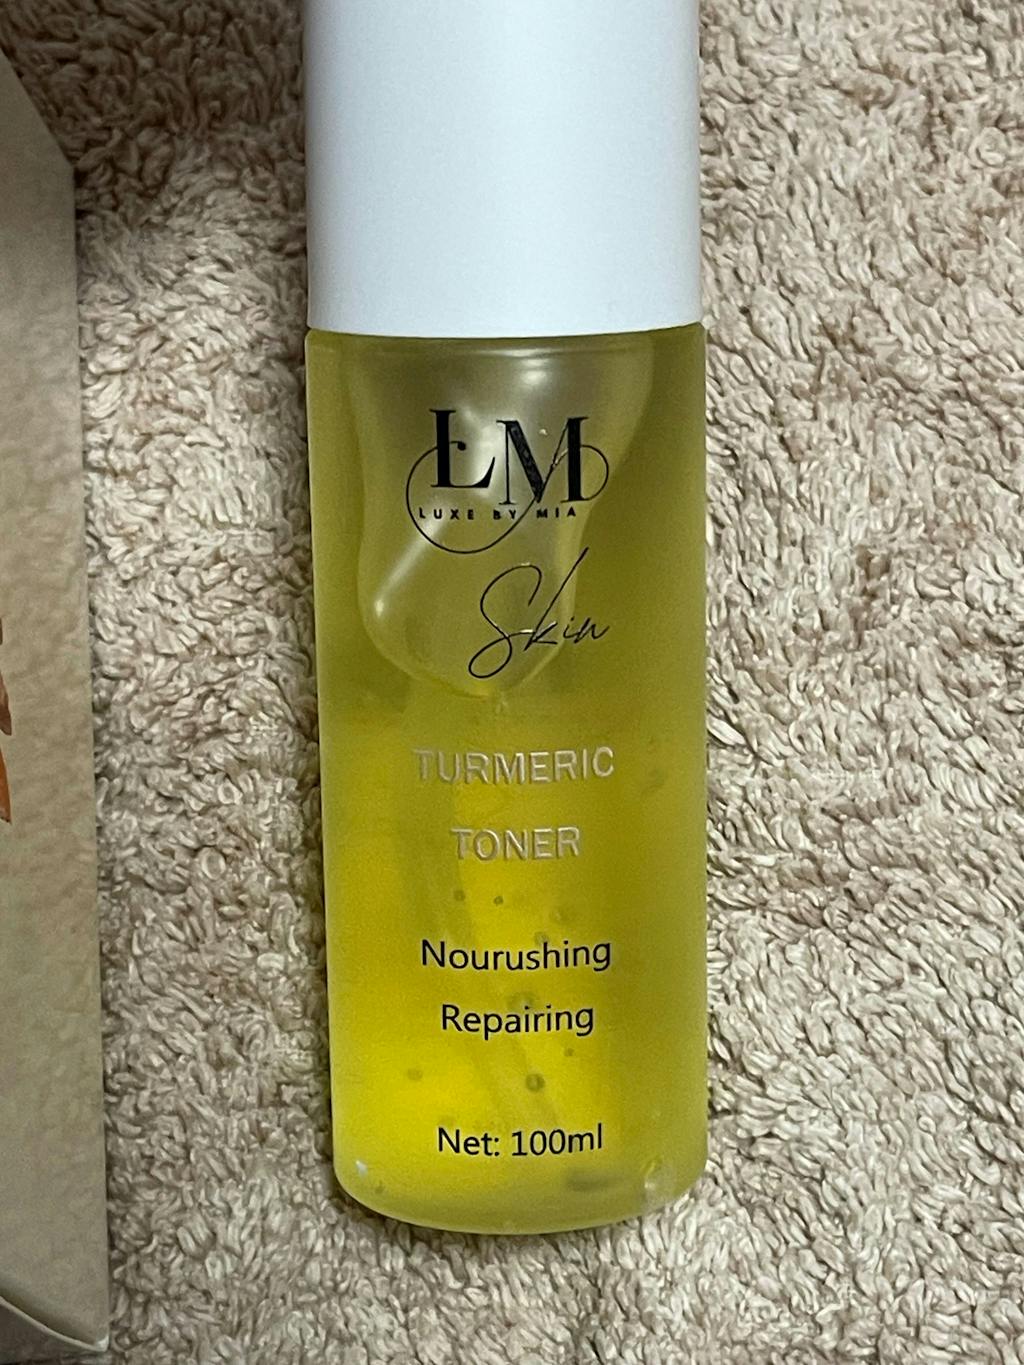 LM
LUXE BY MIA
Skin
TURMERIC
TONER
Nourushing
Repairing
Net: 100ml